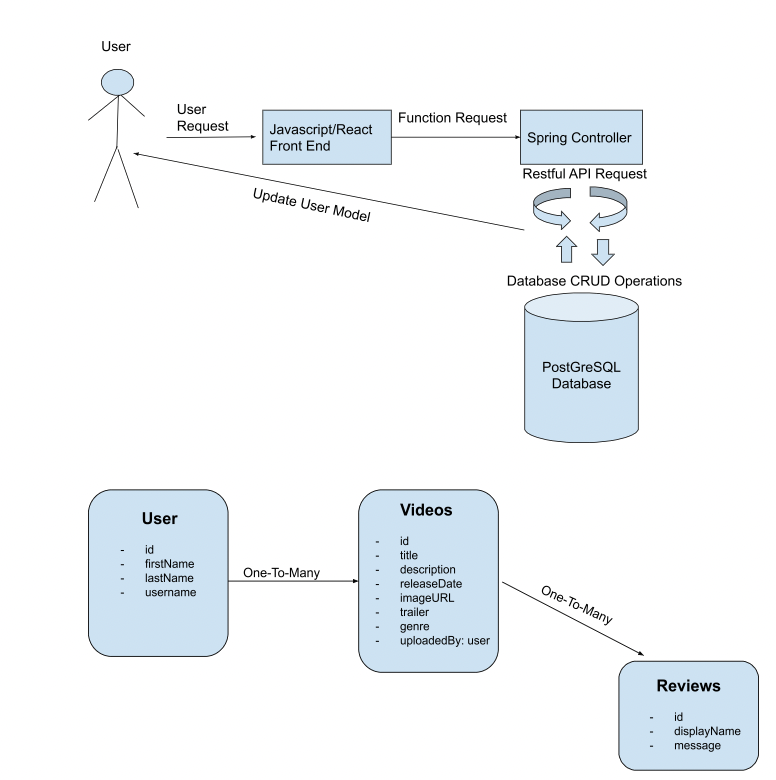 User
User
Request
Javascript/React
Front End
Function Request
Spring Controller
Restful API Request
Update User Model
Database CRUD Operations
PostGreSQL
Database
User
- id
- firstName
- lastName
- username
One-To-Many
Videos
- id
- title
- description
- releaseDate
- imageURL
- trailer
- genre
- uploadedBy: user
One-To-Many
Reviews
- id
- displayName
- message